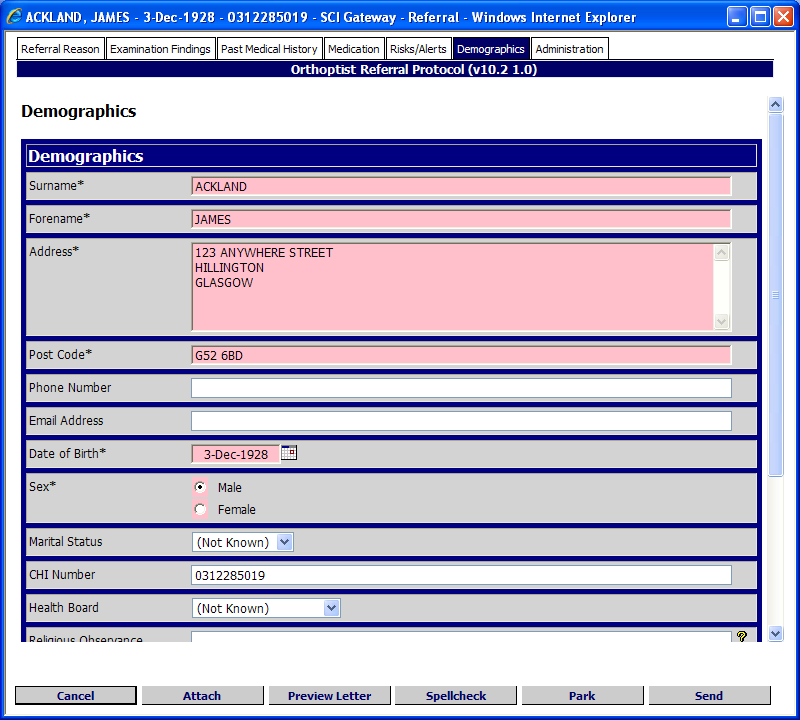 ACKLAND, JAMES - 3-Dec-1928 - 0312285019 - SCI Gateway - Referral - Windows Internet Explorer
Referral Reason Examination Findings Past Medical History Medication Risks/Alerts Demographics Administration
Orthoptist Referral Protocol (v10.2 1.0)
Demographics
Demographics
Surname* ACKLAND
Forename* JAMES
Address* 123 ANYWHERE STREET
HILLINGTON
GLASGOW
Post Code* G52 6BD
Phone Number
Email Address
Date of Birth* 3-Dec-1928
Sex* Male
Female
Marital Status (Not Known)
CHI Number 0312285019
Health Board (Not Known)
Religious Observance ?
Cancel Attach Preview Letter Spellcheck Park Send